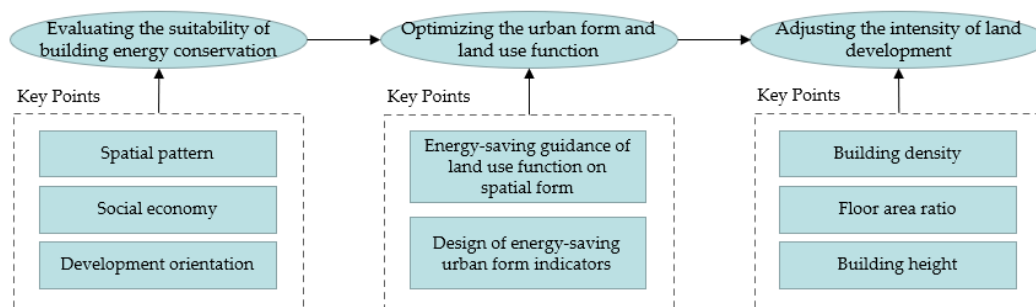 Evaluating the suitability of
building energy conservation
Optimizing the urban form and
land use function
Adjusting the intensity of land
development
Key Points
Spatial pattern
Social economy
Development orientation
Key Points
Energy-saving guidance of
land use function on
spatial form
Design of energy-saving
urban form indicators
Key Points
Building density
Floor area ratio
Building height